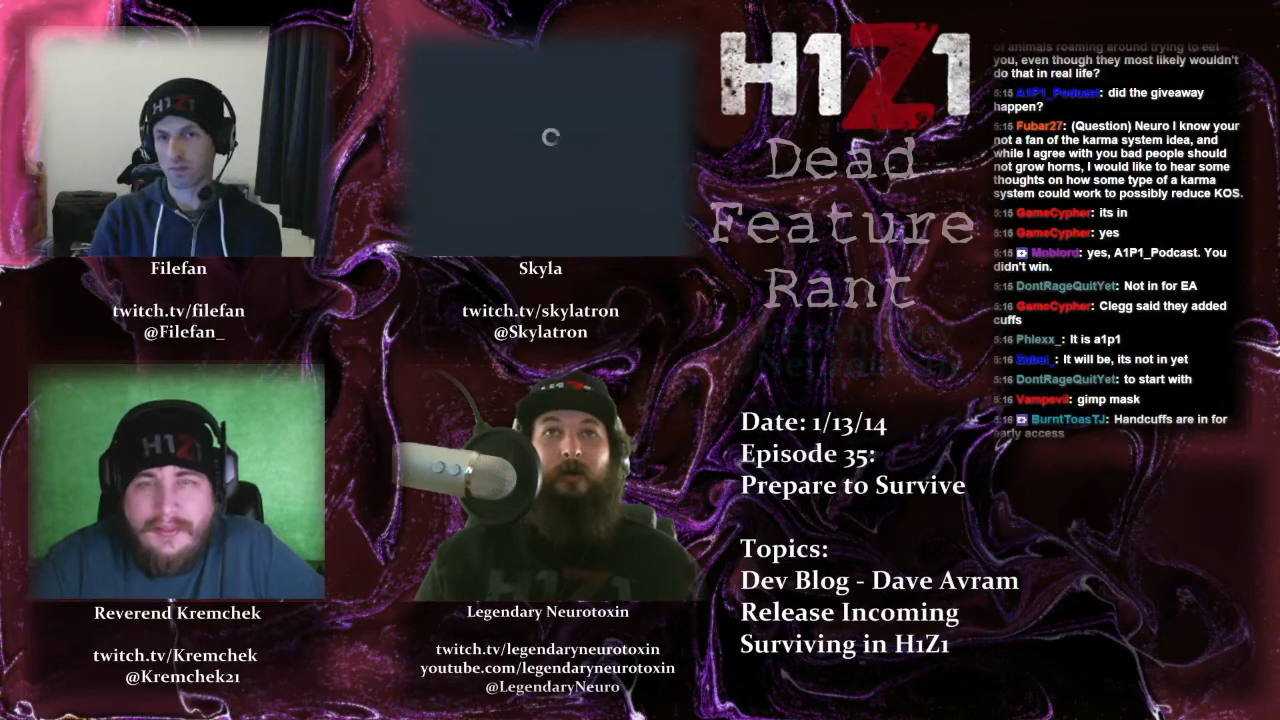 Filefan
twitch.tv/filefan
@Filefan_
Skyla
twitch.tv/skylatron
@Skylatron
Reverend Kremchek
twitch.tv/Kremchek
@Kremchek21
Legendary Neurotoxin
twitch.tv/legendaryneurotoxin
youtube.com/legendaryneurotoxin
@LegendaryNeuro
H1Z1
H1Z1
H1Z1
H1Z1
Dead
Feature
Rant
Date: 1/13/14
Episode 35:
Prepare to Survive
Topics:
Dev Blog - Dave Avram
Release Incoming
Surviving in H1Z1
of animals roaming around trying to eat
you, even though they most likely wouldn't
do that in real life?
5:15 A1P1_Podcast: did the giveaway
happen?
5:15 Fubar27: (Question) Neuro I know your
not a fan of the karma system idea, and
while I agree with you bad people should
not grow horns, I would like to hear some
thoughts on how some type of a karma
system could work to possibly reduce KOS.
5:15 GameCypher: its in
5:15 GameCypher: yes
5:15 Moblord: yes, A1P1_Podcast. You
didn't win.
5:15 DontRageQuitYet: Not in for EA
5:16 GameCypher: Clegg said they added
cuffs
5:16 Phlexx_: It is a1p1
5:16 : It will be, its not in yet
5:16 DontRageQuitYet: to start with
5:16 Vampevil: gimp mask
5:16 BurntToasTJ: Handcuffs are in for
early access